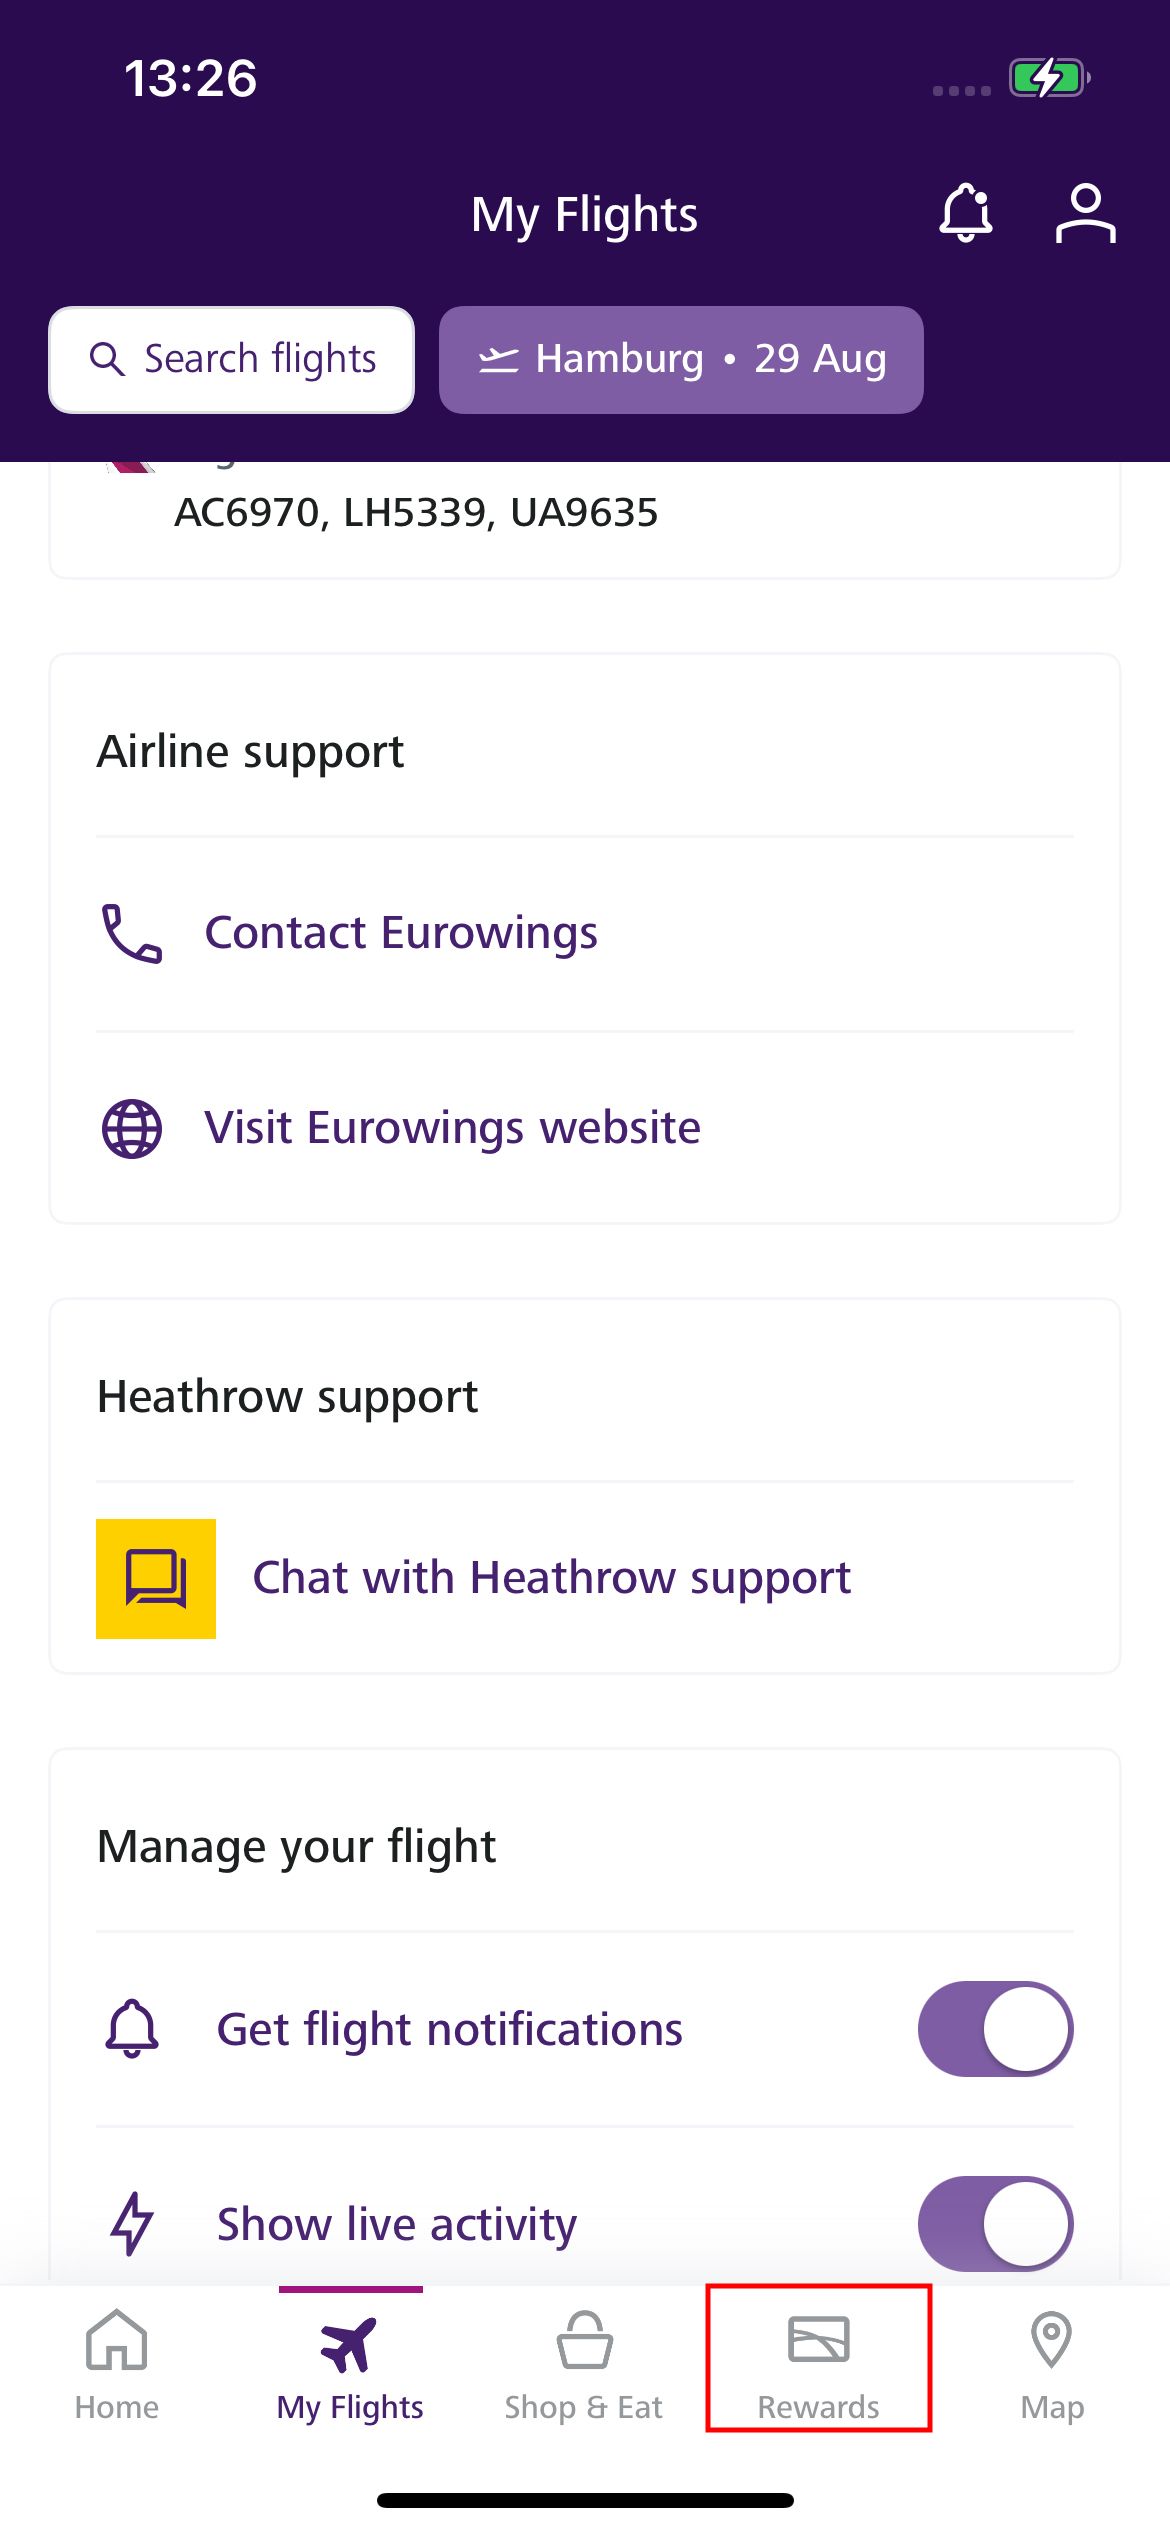 13:26
My Flights
Search flights
Hamburg • 29 Aug
AC6970, LH5339, UA9635
Airline support
Contact Eurowings
Visit Eurowings website
Heathrow support
Chat with Heathrow support
Manage your flight
Get flight notifications
Show live activity
Home
My Flights
Shop & Eat
Rewards
Map